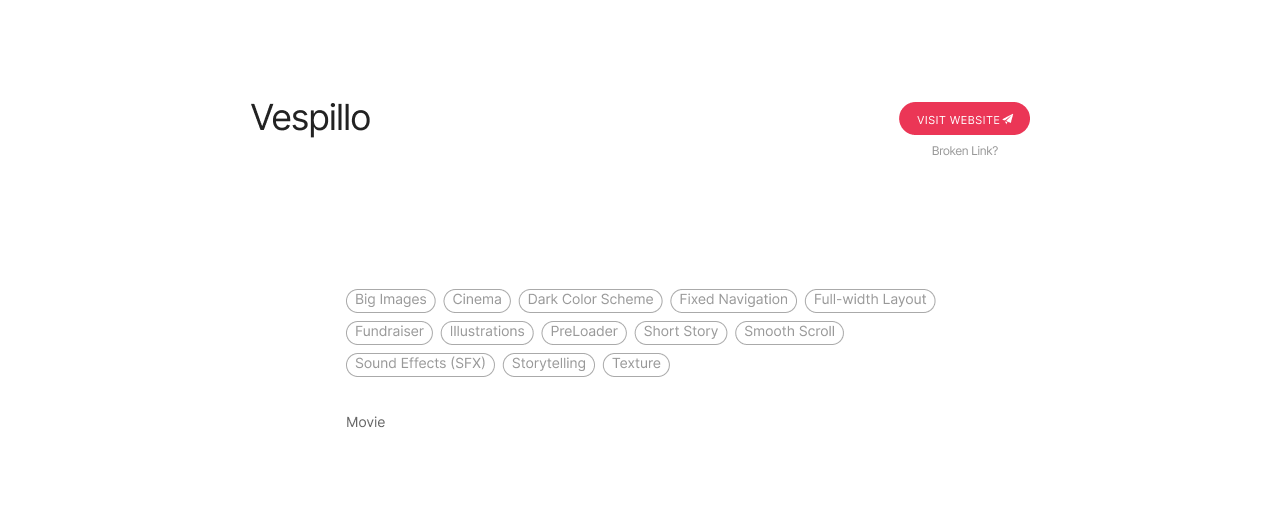 Vespillo
VISIT WEBSITE
Broken Link?
Big Images Cinema Dark Color Scheme Fixed Navigation Full-width Layout
Fundraiser Illustrations PreLoader Short Story Smooth Scroll
Sound Effects (SFX) Storytelling Texture
Movie